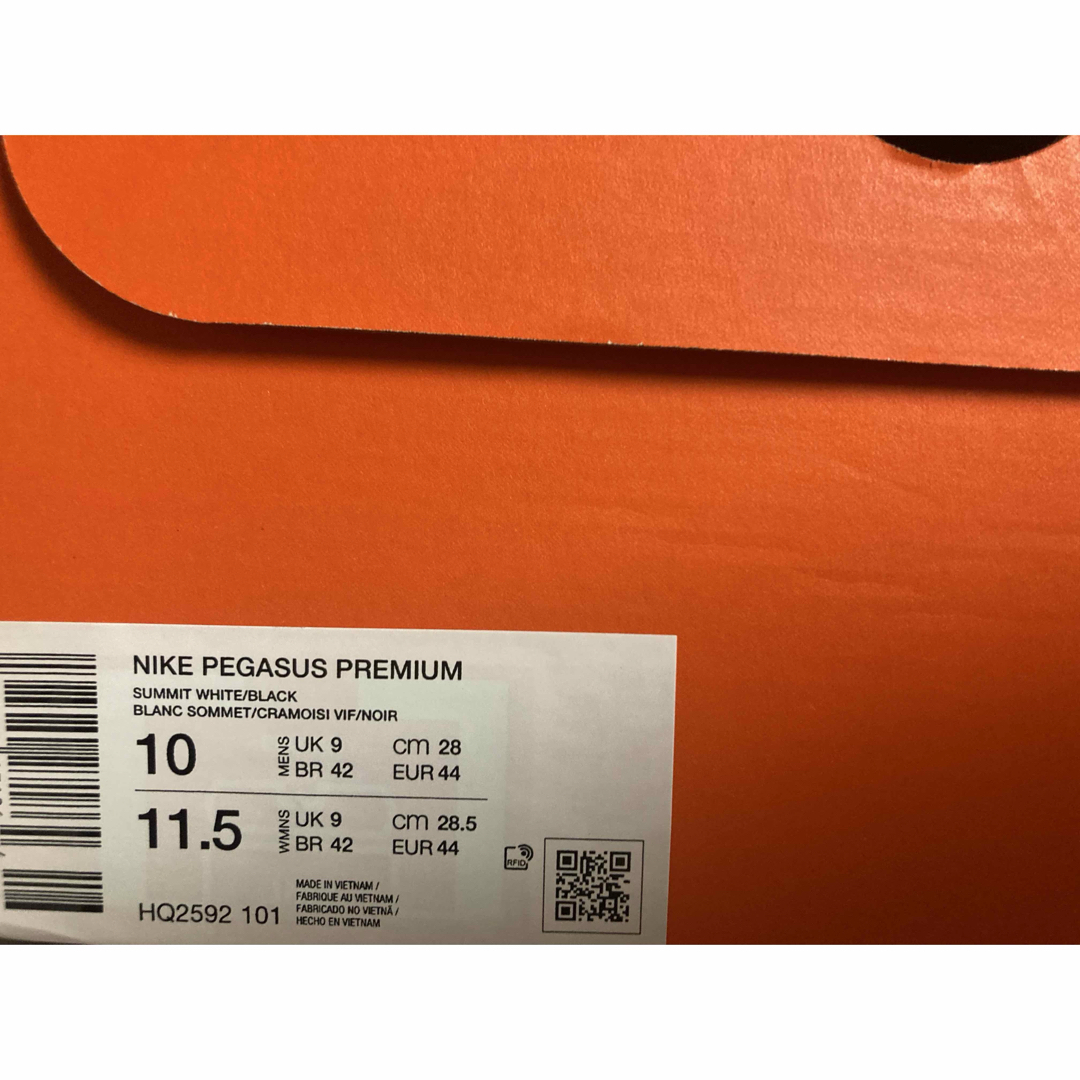 NIKE PEGASUS PREMIUM
SUMMIT WHITE/BLACK
BLANC SOMMET/CRAMOISI VIF/NOIR
10 MENS UK 9 cm 28
BR 42 EUR 44
11.5 WMNS UK 9 cm 28.5
BR 42 EUR 44
RFID
MADE IN VIETNAM /
FABRIQUE AU VIETNAM /
FABRICADO NO VIETNÃ /
HECHO EN VIETNAM
HQ2592 101